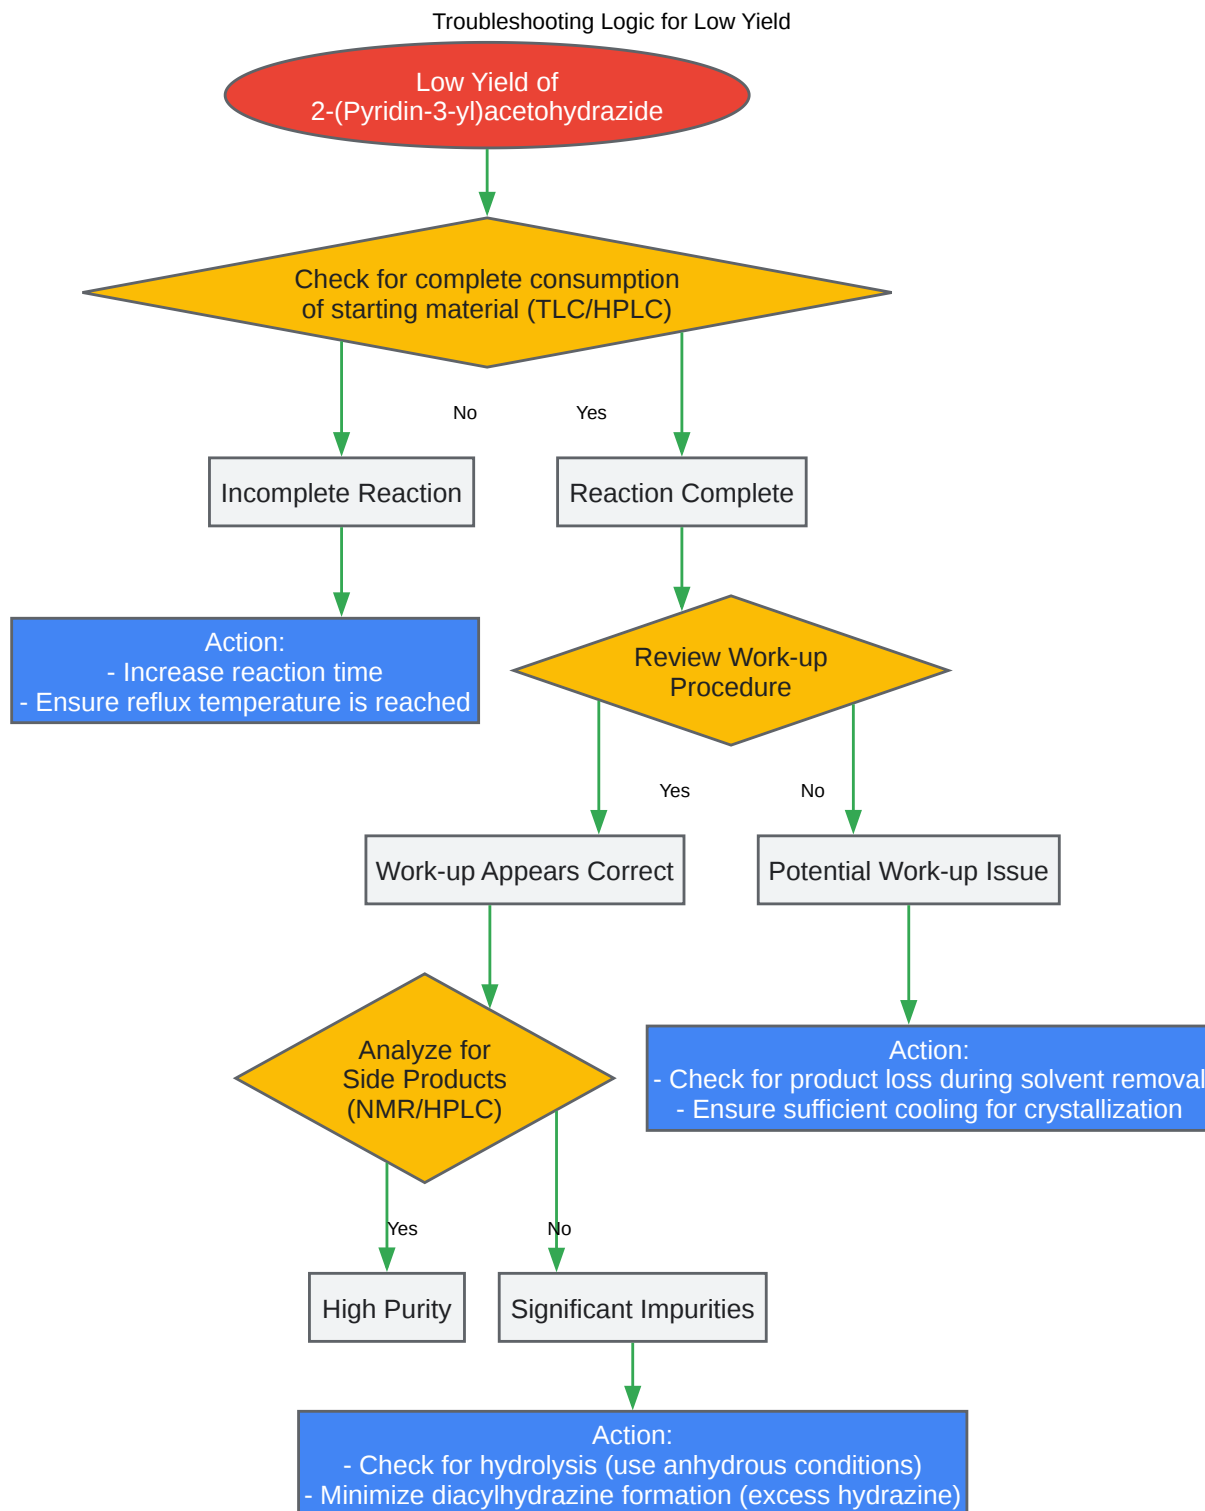 Troubleshooting Logic for Low Yield
Low Yield of
2-(Pyridin-3-yl)acetohydrazide
Check for complete consumption
of starting material (TLC/HPLC)
No
Yes
Incomplete Reaction
Reaction Complete
Action:
- Increase reaction time
- Ensure reflux temperature is reached
Review Work-up
Procedure
Yes
No
Work-up Appears Correct
Potential Work-up Issue
Analyze for
Side Products
(NMR/HPLC)
Action:
- Check for product loss during solvent removal
- Ensure sufficient cooling for crystallization
Yes
No
High Purity
Significant Impurities
Action:
- Check for hydrolysis (use anhydrous conditions)
- Minimize diacylhydrazine formation (excess hydrazine)